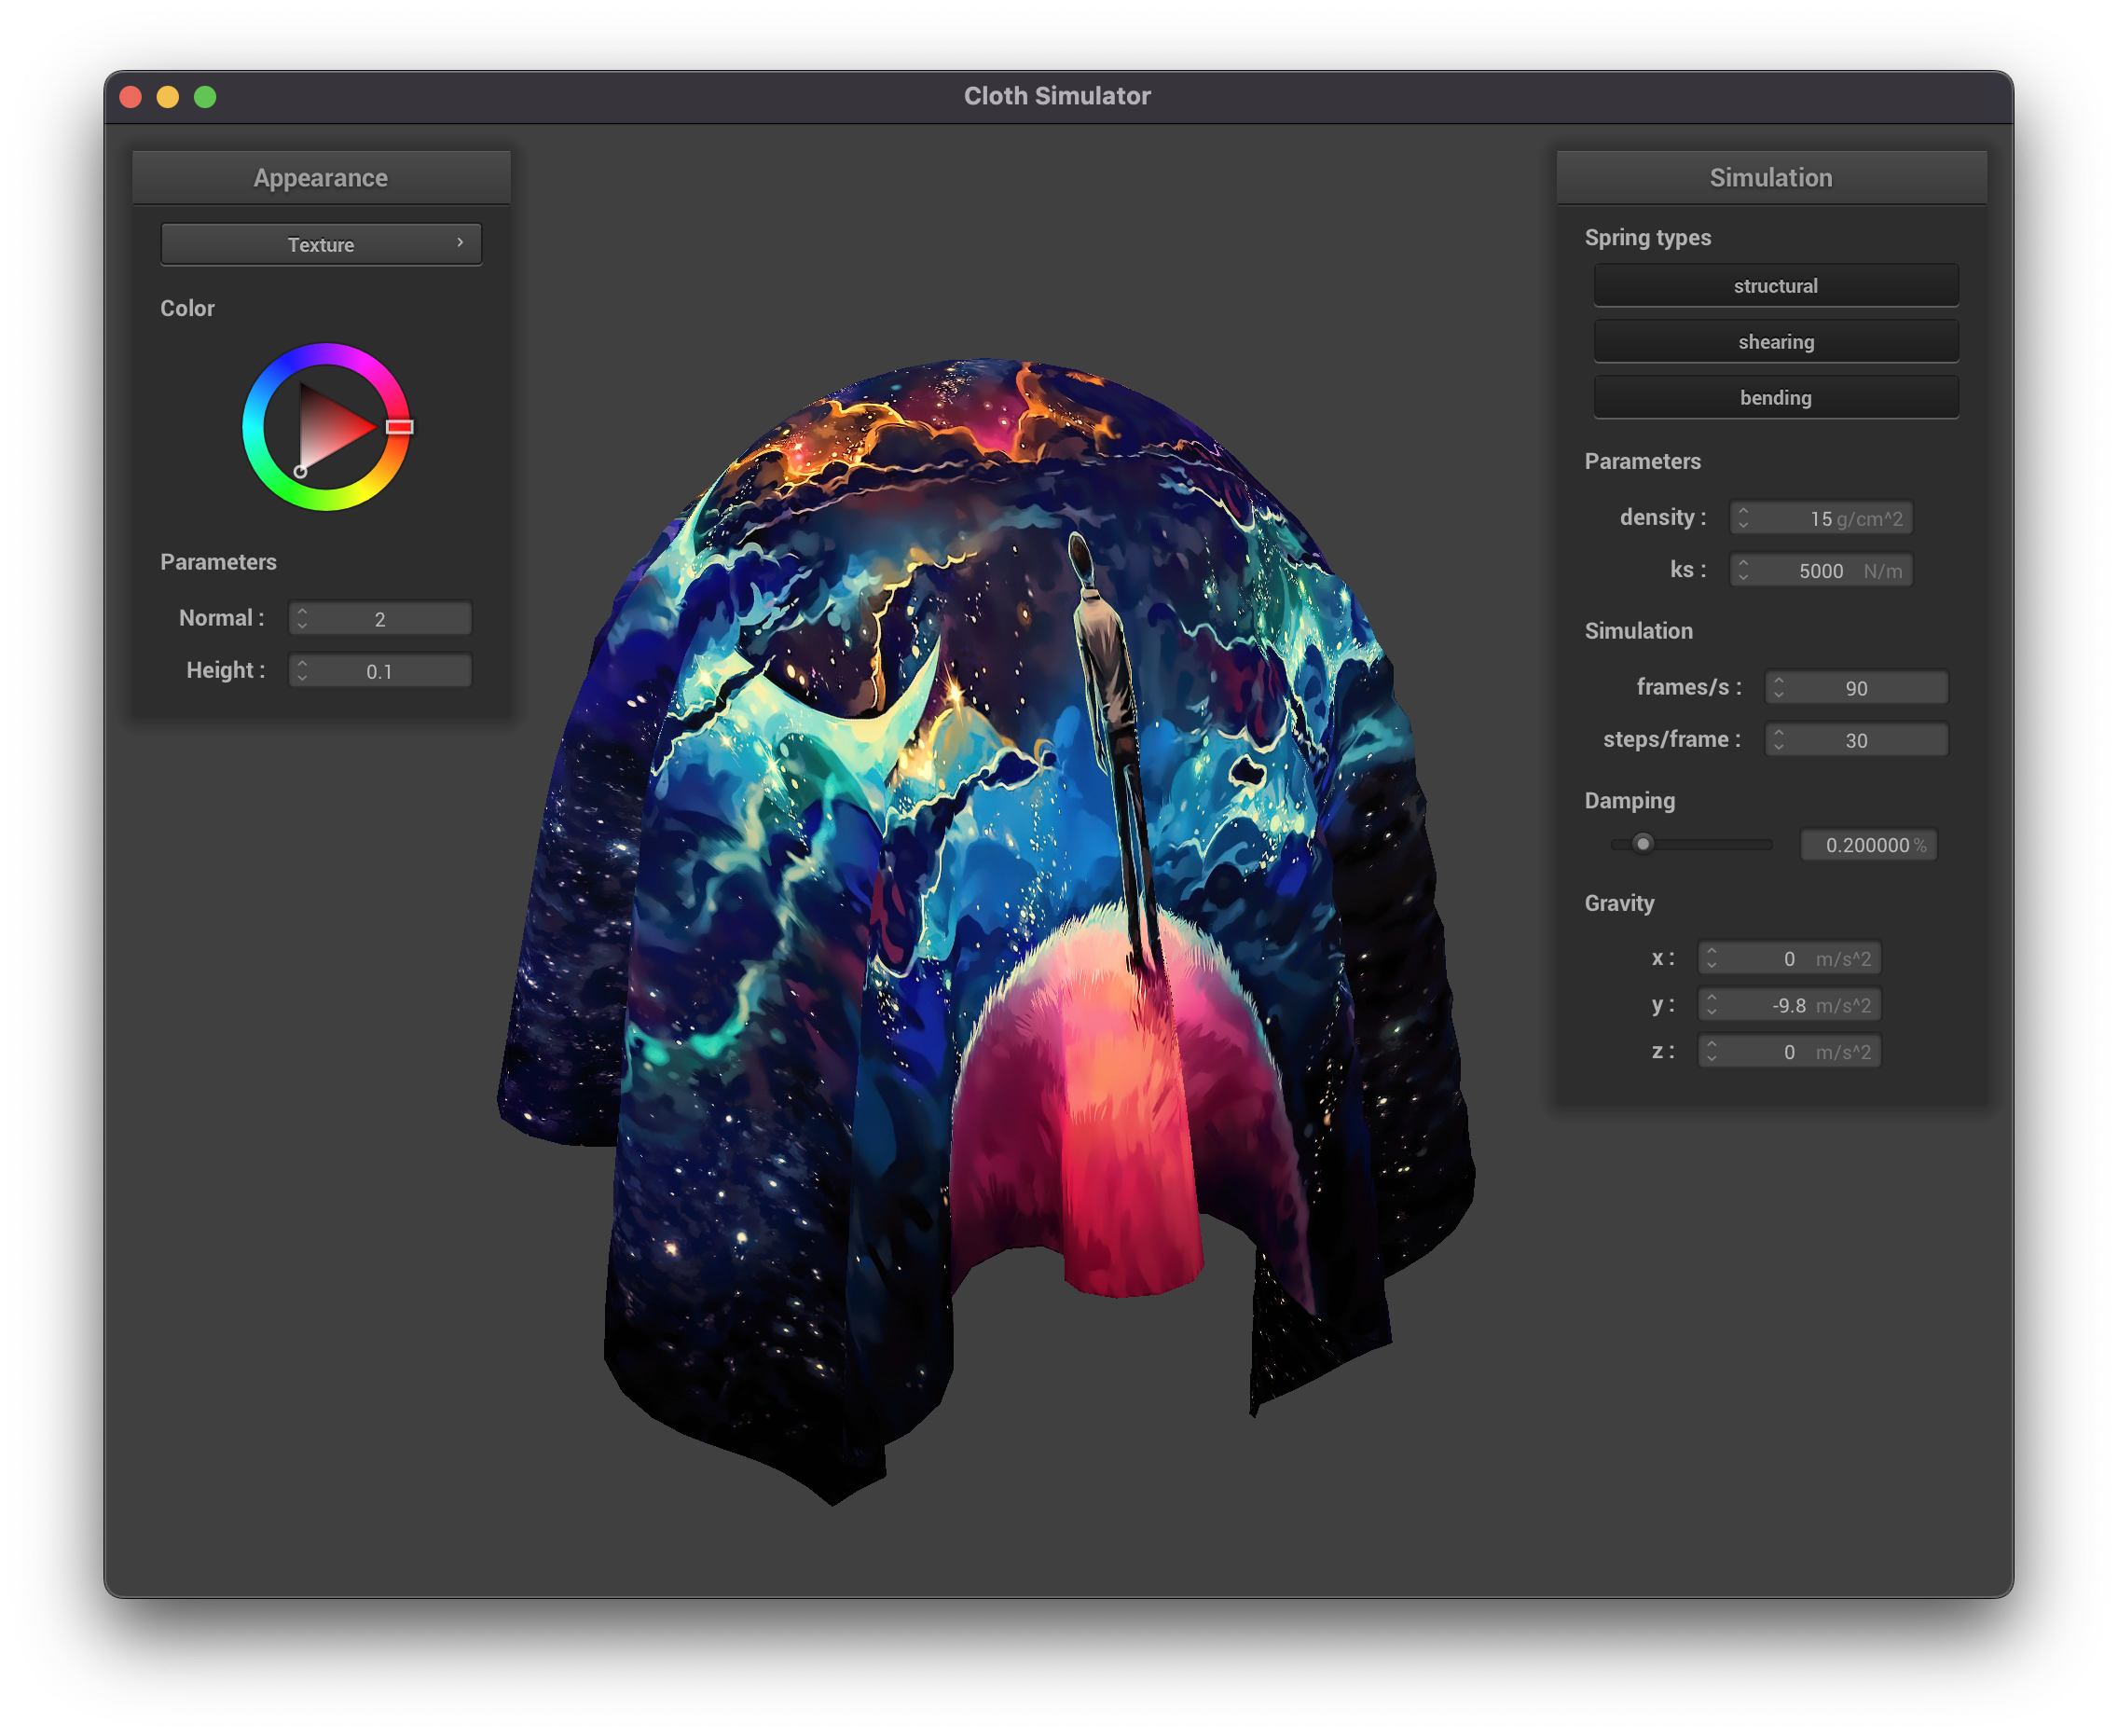 Cloth Simulator
Appearance
Texture
Color
Parameters
Normal : 2
Height : 0.1
Simulation
Spring types
structural
shearing
bending
Parameters
density : 15 g/cm^2
ks : 5000 N/m
Simulation
frames/s : 90
steps/frame : 30
Damping
0.200000 %
Gravity
x : 0 m/s^2
y : -9.8 m/s^2
z : 0 m/s^2